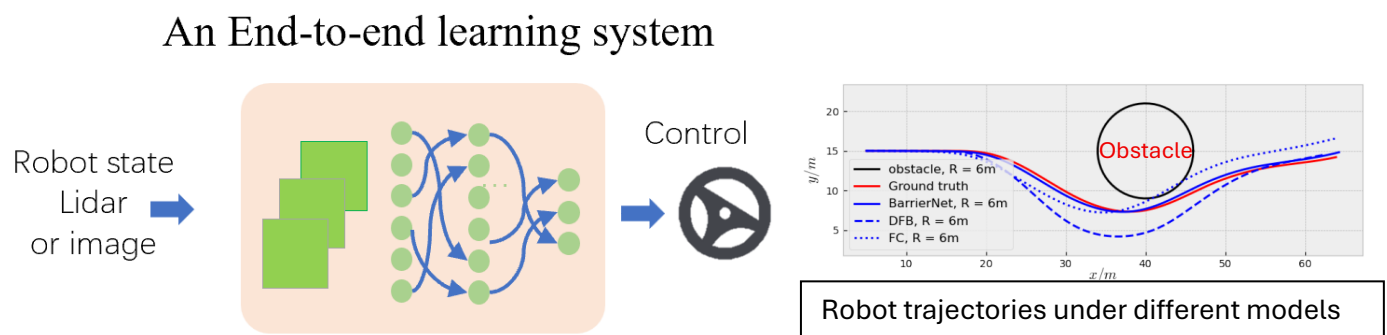 An End-to-end learning system
Robot state
Lidar
or image
Control
20
15
10
5
y/m
Obstacle
obstacle, R = 6m
Ground truth
BarrierNet, R = 6m
DFB, R = 6m
FC, R = 6m
10
20
30
40
50
60
x/m
Robot trajectories under different models